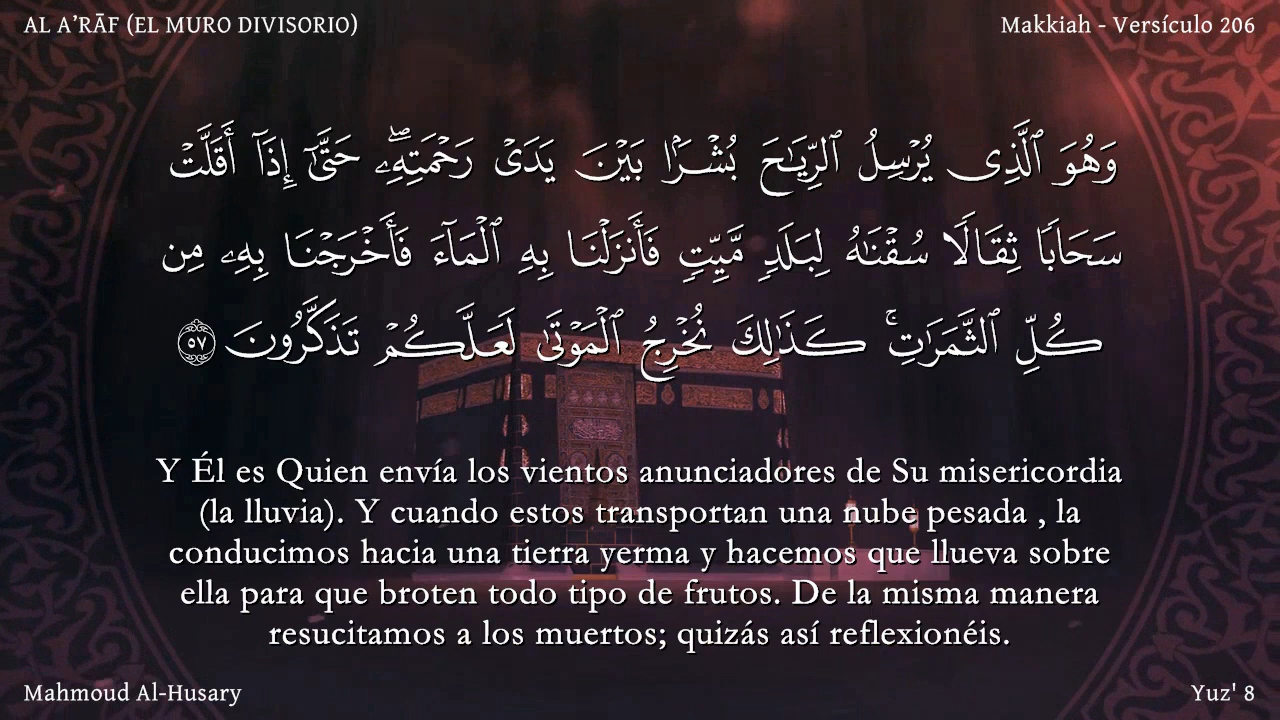 AL A’RĀF (EL MURO DIVISORIO)
Makkiah - Versículo 206
وَهُوَ ٱلَّذِى يُرْسِلُ ٱلرِّيَـٰحَ بُشْرًۢا بَيْنَ يَدَىْ رَحْمَتِهِۦ ۖ حَتَّىٰٓ إِذَآ أَقَلَّتْ
سَحَابًا ثِقَالًا سُقْنَـٰهُ لِبَلَدٍ مَّيِّتٍ فَأَنزَلْنَا بِهِ ٱلْمَآءَ فَأَخْرَجْنَا بِهِۦ مِن
كُلِّ ٱلثَّمَرَٰتِ ۚ كَذَٰلِكَ نُخْرِجُ ٱلْمَوْتَىٰ لَعَلَّكُمْ تَذَكَّرُونَ ٥٧
Y Él es Quien envía los vientos anunciadores de Su misericordia
(la lluvia). Y cuando estos transportan una nube pesada , la
conducimos hacia una tierra yerma y hacemos que llueva sobre
ella para que broten todo tipo de frutos. De la misma manera
resucitamos a los muertos; quizás así reflexionéis.
Mahmoud Al-Husary
Yuz' 8